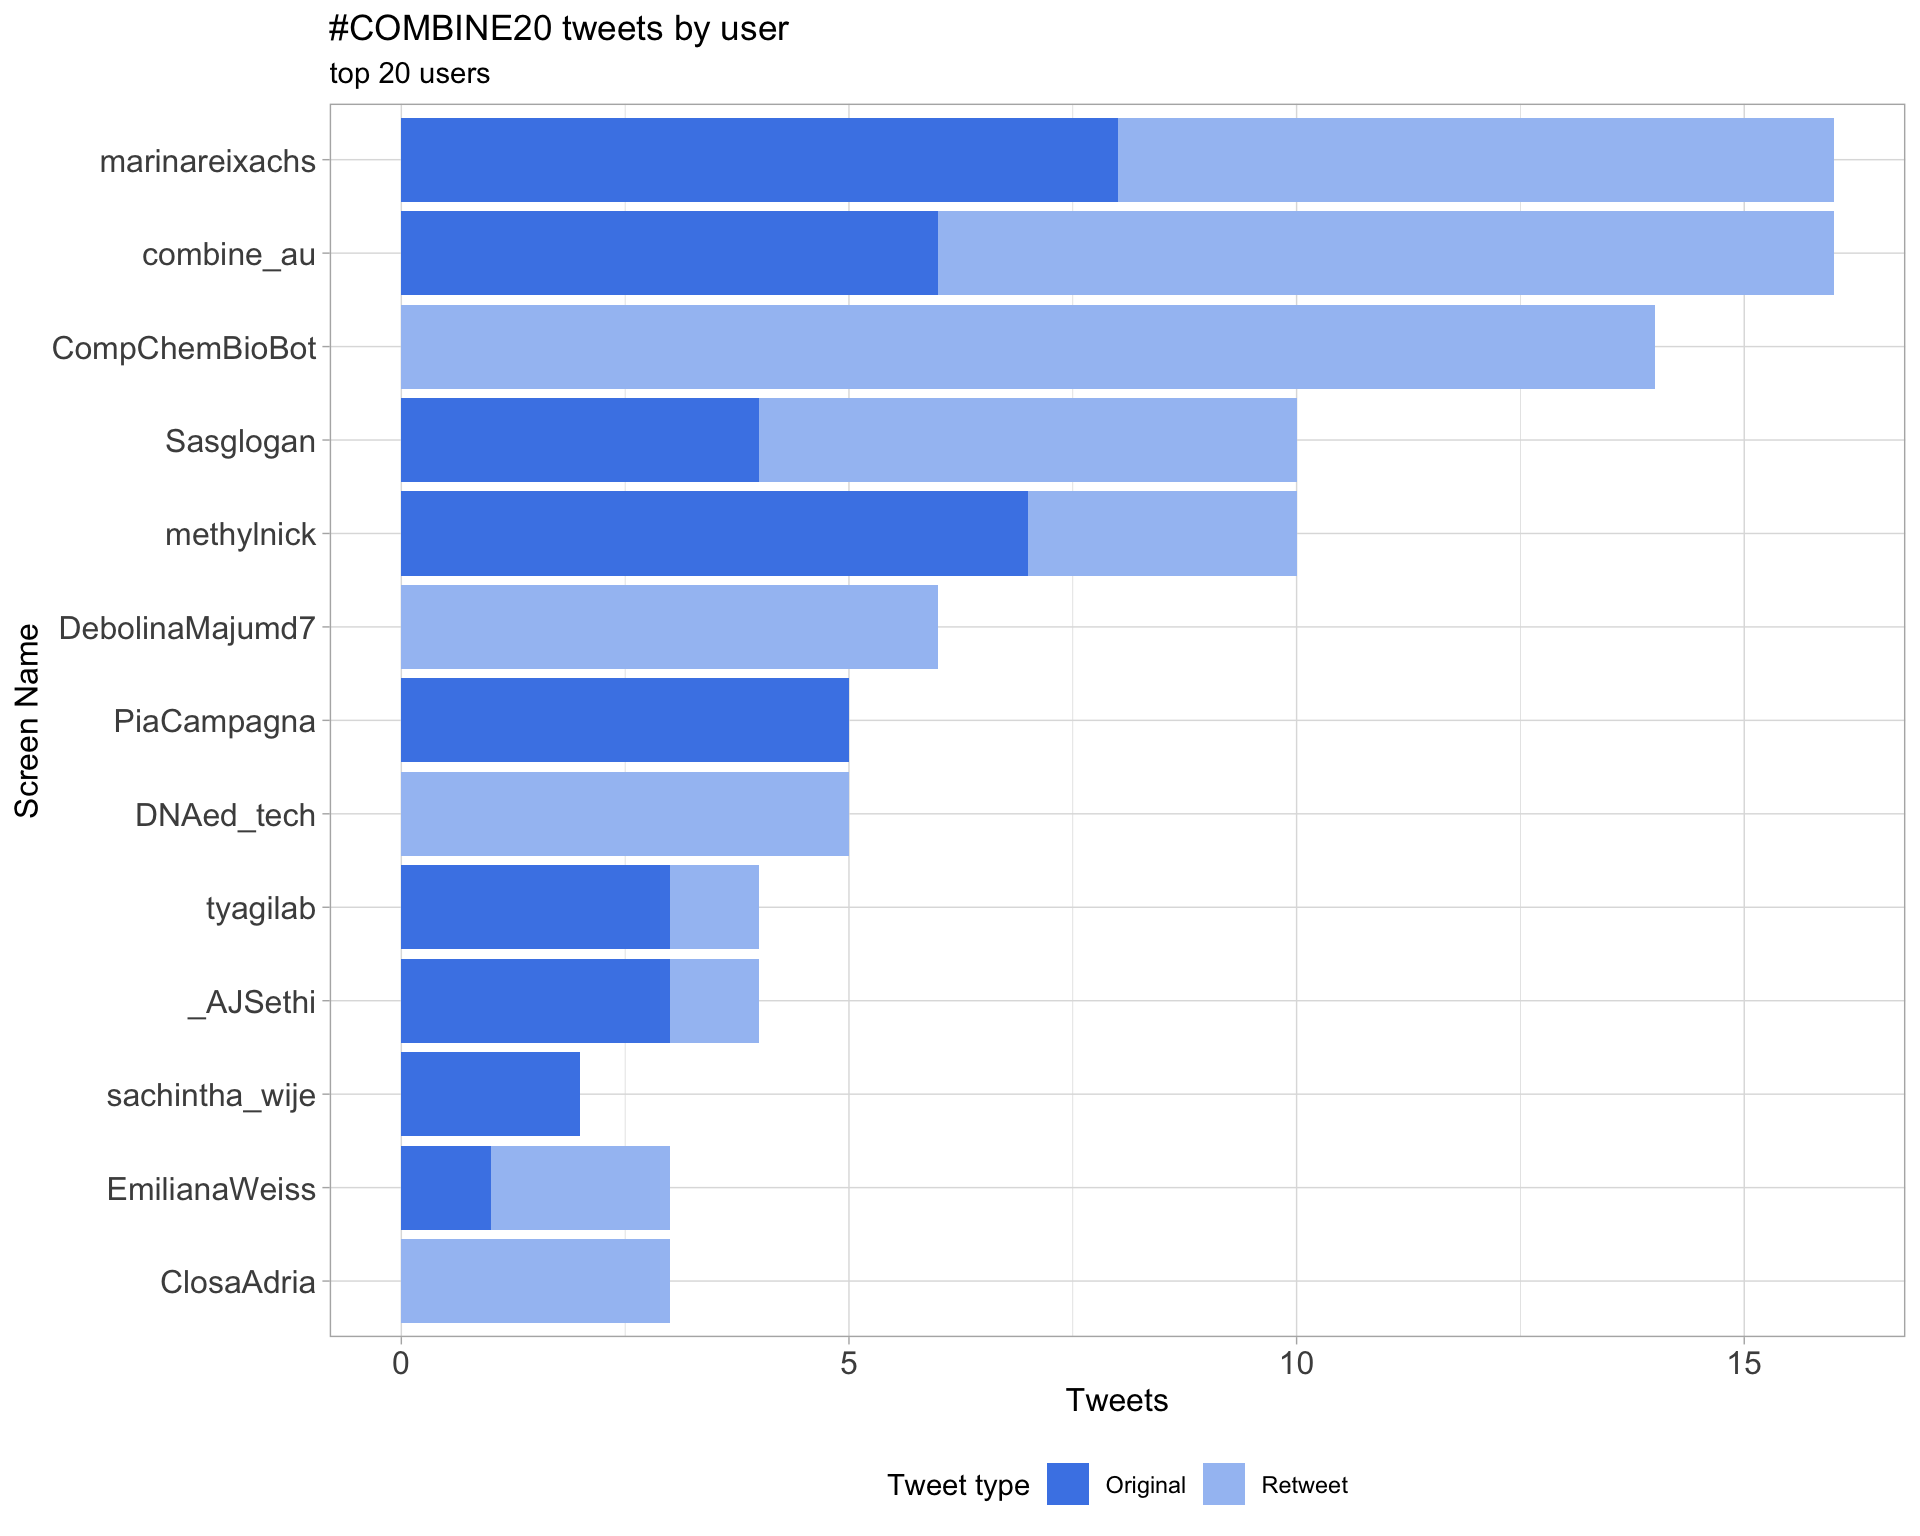 #COMBINE20 tweets by user
top 20 users
Screen Name
marinareixachs
combine_au
CompChemBioBot
Sasglogan
methylnick
DebolinaMajumd7
PiaCampagna
DNAed_tech
tyagilab
_AJSethi
sachintha_wije
EmilianaWeiss
ClosaAdria
0 5 10 15
Tweets
Tweet type Original Retweet